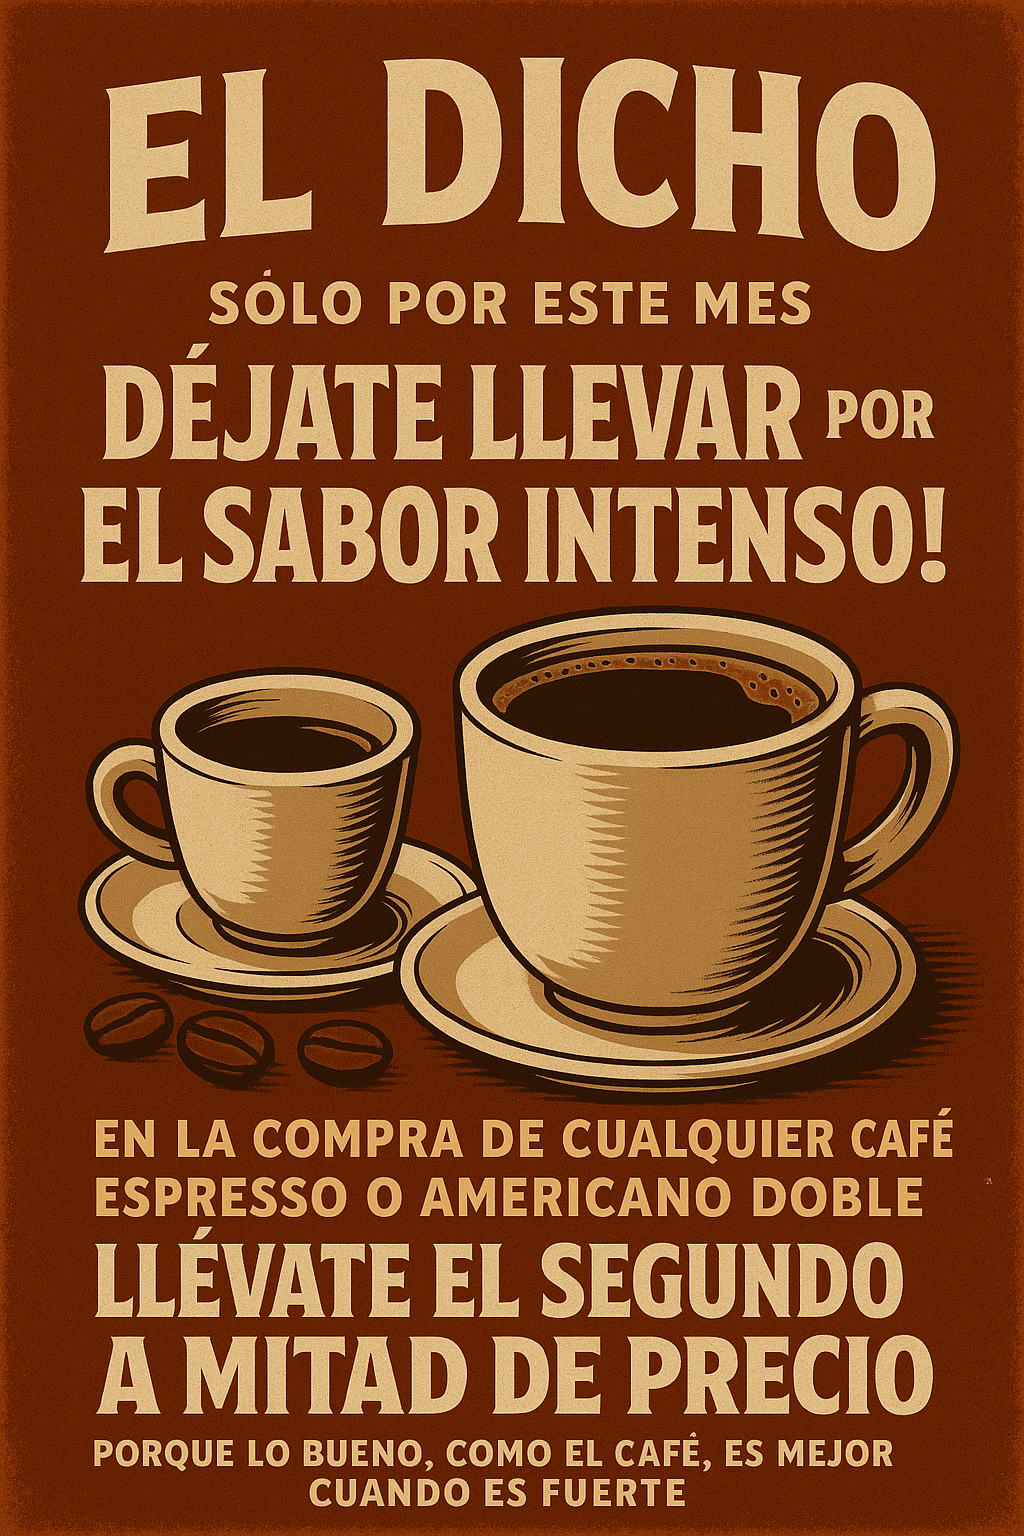 EL DICHO
SÓLO POR ESTE MES
DÉJATE LLEVAR POR
EL SABOR INTENSO!
EN LA COMPRA DE CUALQUIER CAFÉ
ESPRESSO O AMERICANO DOBLE
LLÉVATE EL SEGUNDO
A MITAD DE PRECIO
PORQUE LO BUENO, COMO EL CAFÉ, ES MEJOR
CUANDO ES FUERTE